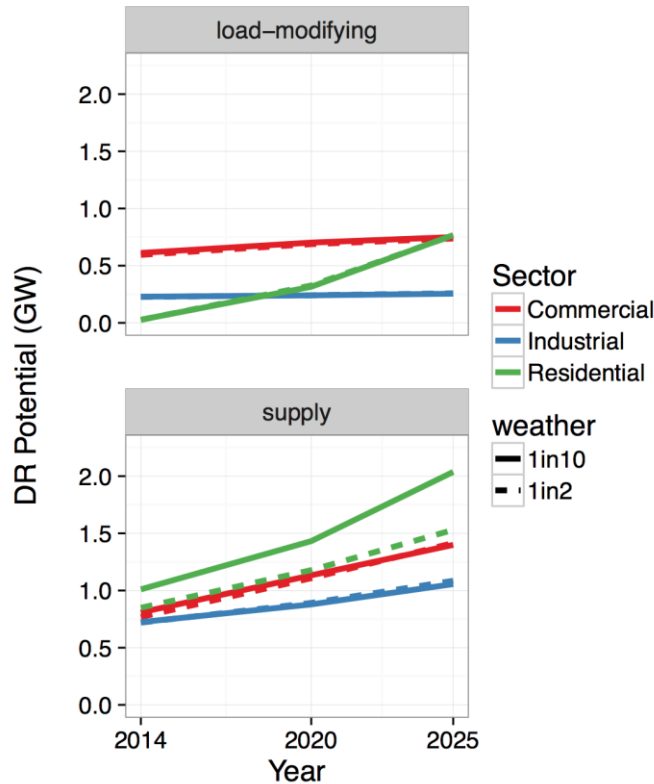 load−modifying
2.0
1.5
1.0
0.5
0.0
supply
2.0
1.5
1.0
0.5
0.0
2014 2020 2025
Year
DR Potential (GW)
Sector
Commercial
Industrial
Residential
weather
1in10
1in2